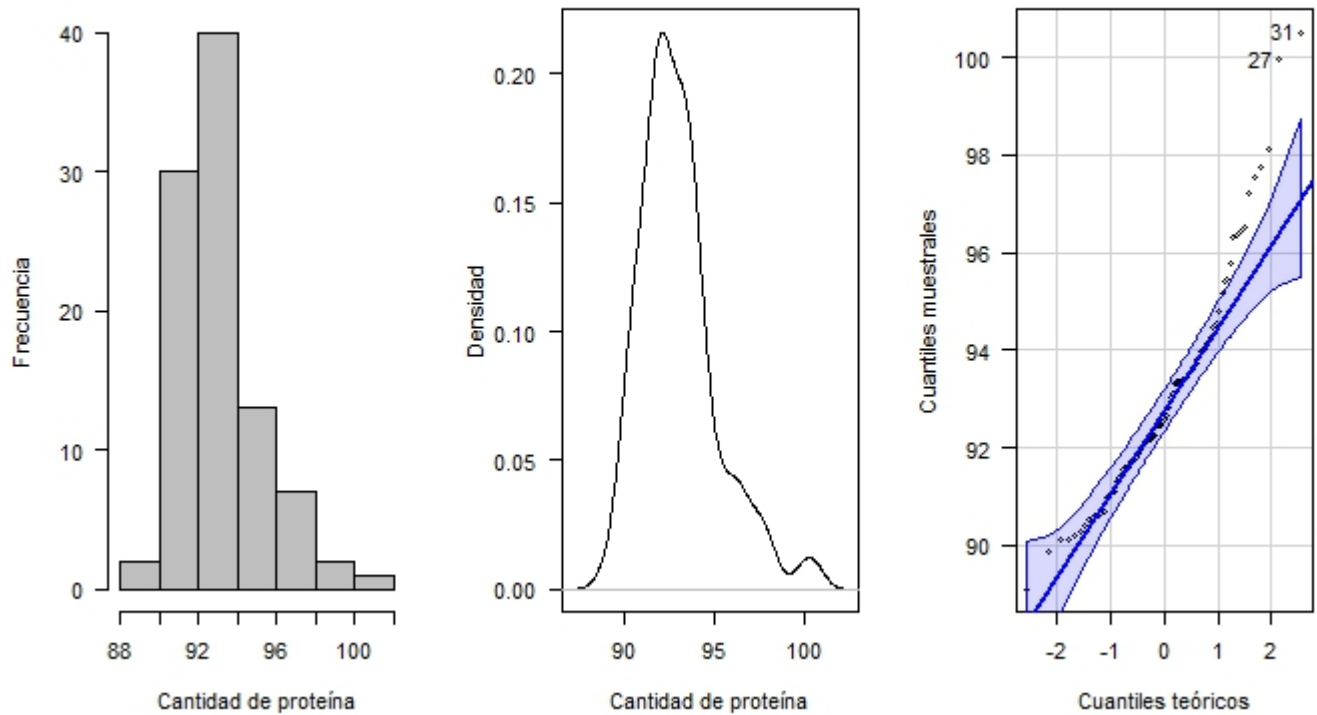 40
30
20
10
0
Frecuencia
88 92 96 100
Cantidad de proteína
0.20
0.15
0.10
0.05
0.00
Densidad
90 95 100
Cantidad de proteína
31
27
100
98
96
94
92
90
Cuantiles muestrales
-2 -1 0 1 2
Cuantiles teóricos